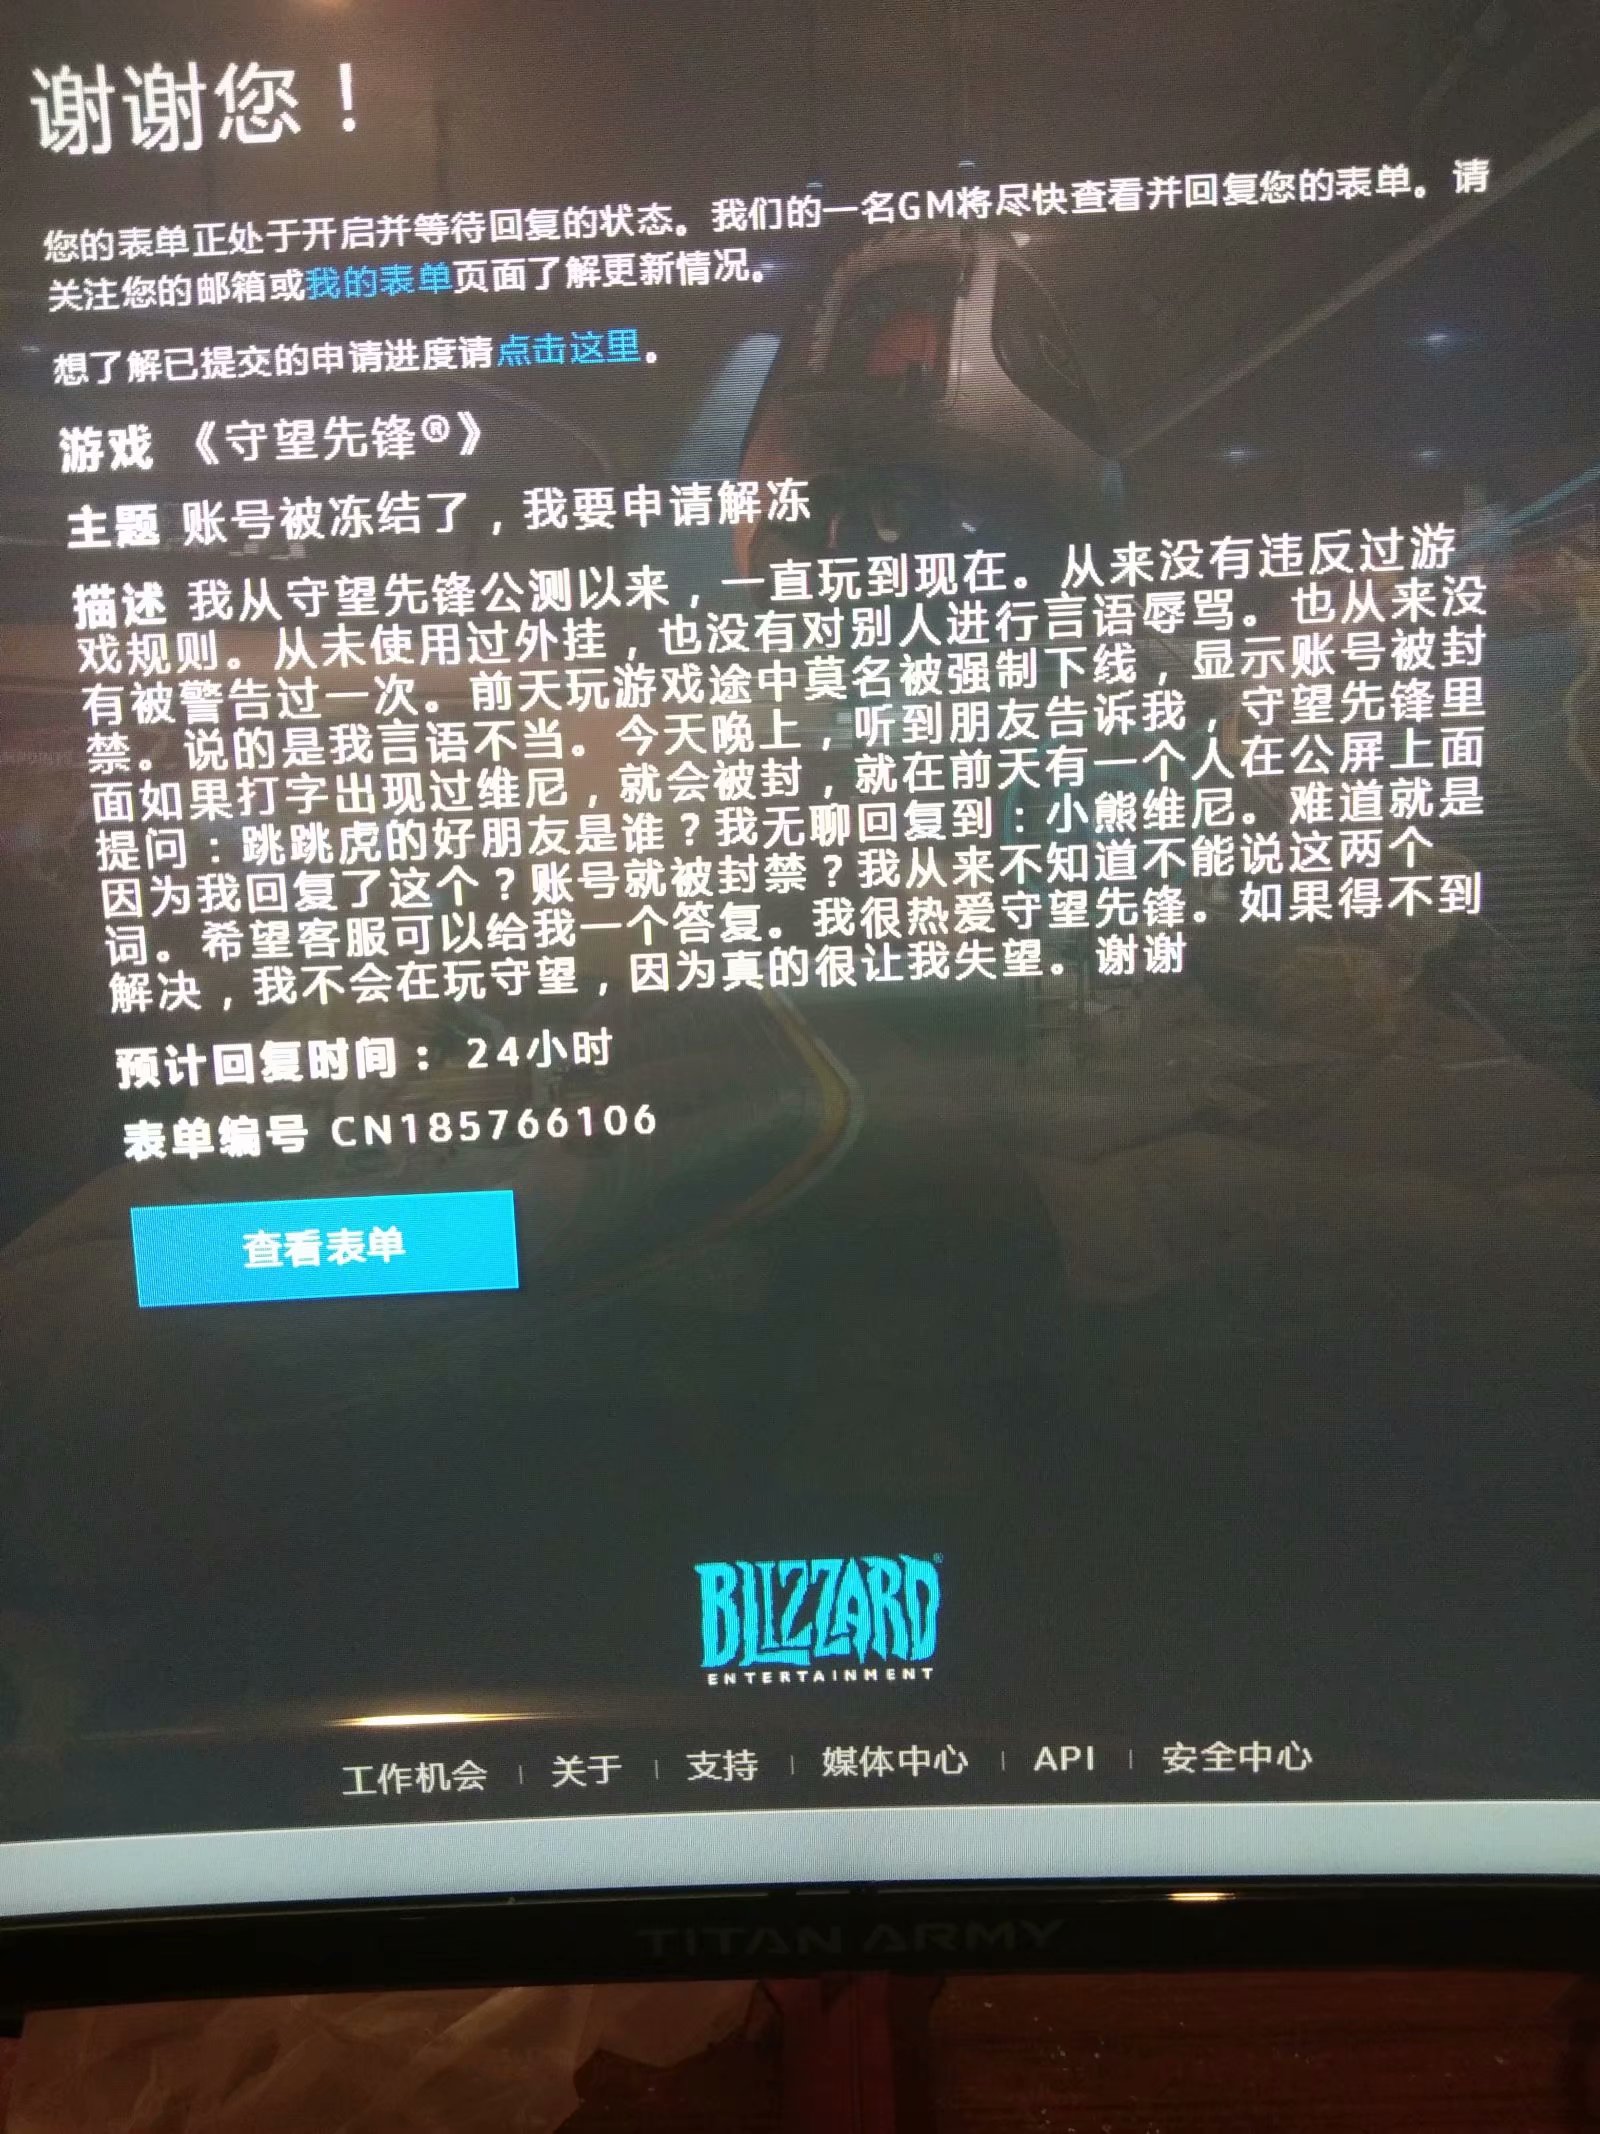 谢谢您！
您的表单正处于开启并等待回复的状态。我们的一名GM将尽快查看并回复您的表单。请
关注您的邮箱或我的表单页面了解更新情况。
想了解已提交的申请进度请点击这里。
游戏 《守望先锋®》
主题 账号被冻结了，我要申请解冻
描述 我从守望先锋公测以来，一直玩到现在。从来没有违反过游
戏规则。从未使用过外挂，也没有对别人进行言语辱骂。也从来没
有被警告过一次。前天玩游戏途中莫名被强制下线，显示账号被封
禁。说的是我言语不当。今天晚上，听到朋友告诉我，守望先锋里
面如果打字出现过维尼，就会被封，就在前天有一个人在公屏上面
提问：跳跳虎的好朋友是谁？我无聊回复到：小熊维尼。难道就是
因为我回复了这个？账号就被封禁？我从来不知道不能说这两个
词。希望客服可以给我一个答复。我很热爱守望先锋。如果得不到
解决，我不会在玩守望，因为真的很让我失望。谢谢
预计回复时间： 24小时
表单编号 CN185766106
查看表单
BLIZZARD®
ENTERTAINMENT
工作机会 | 关于 | 支持 | 媒体中心 | API | 安全中心
TITAN ARMY